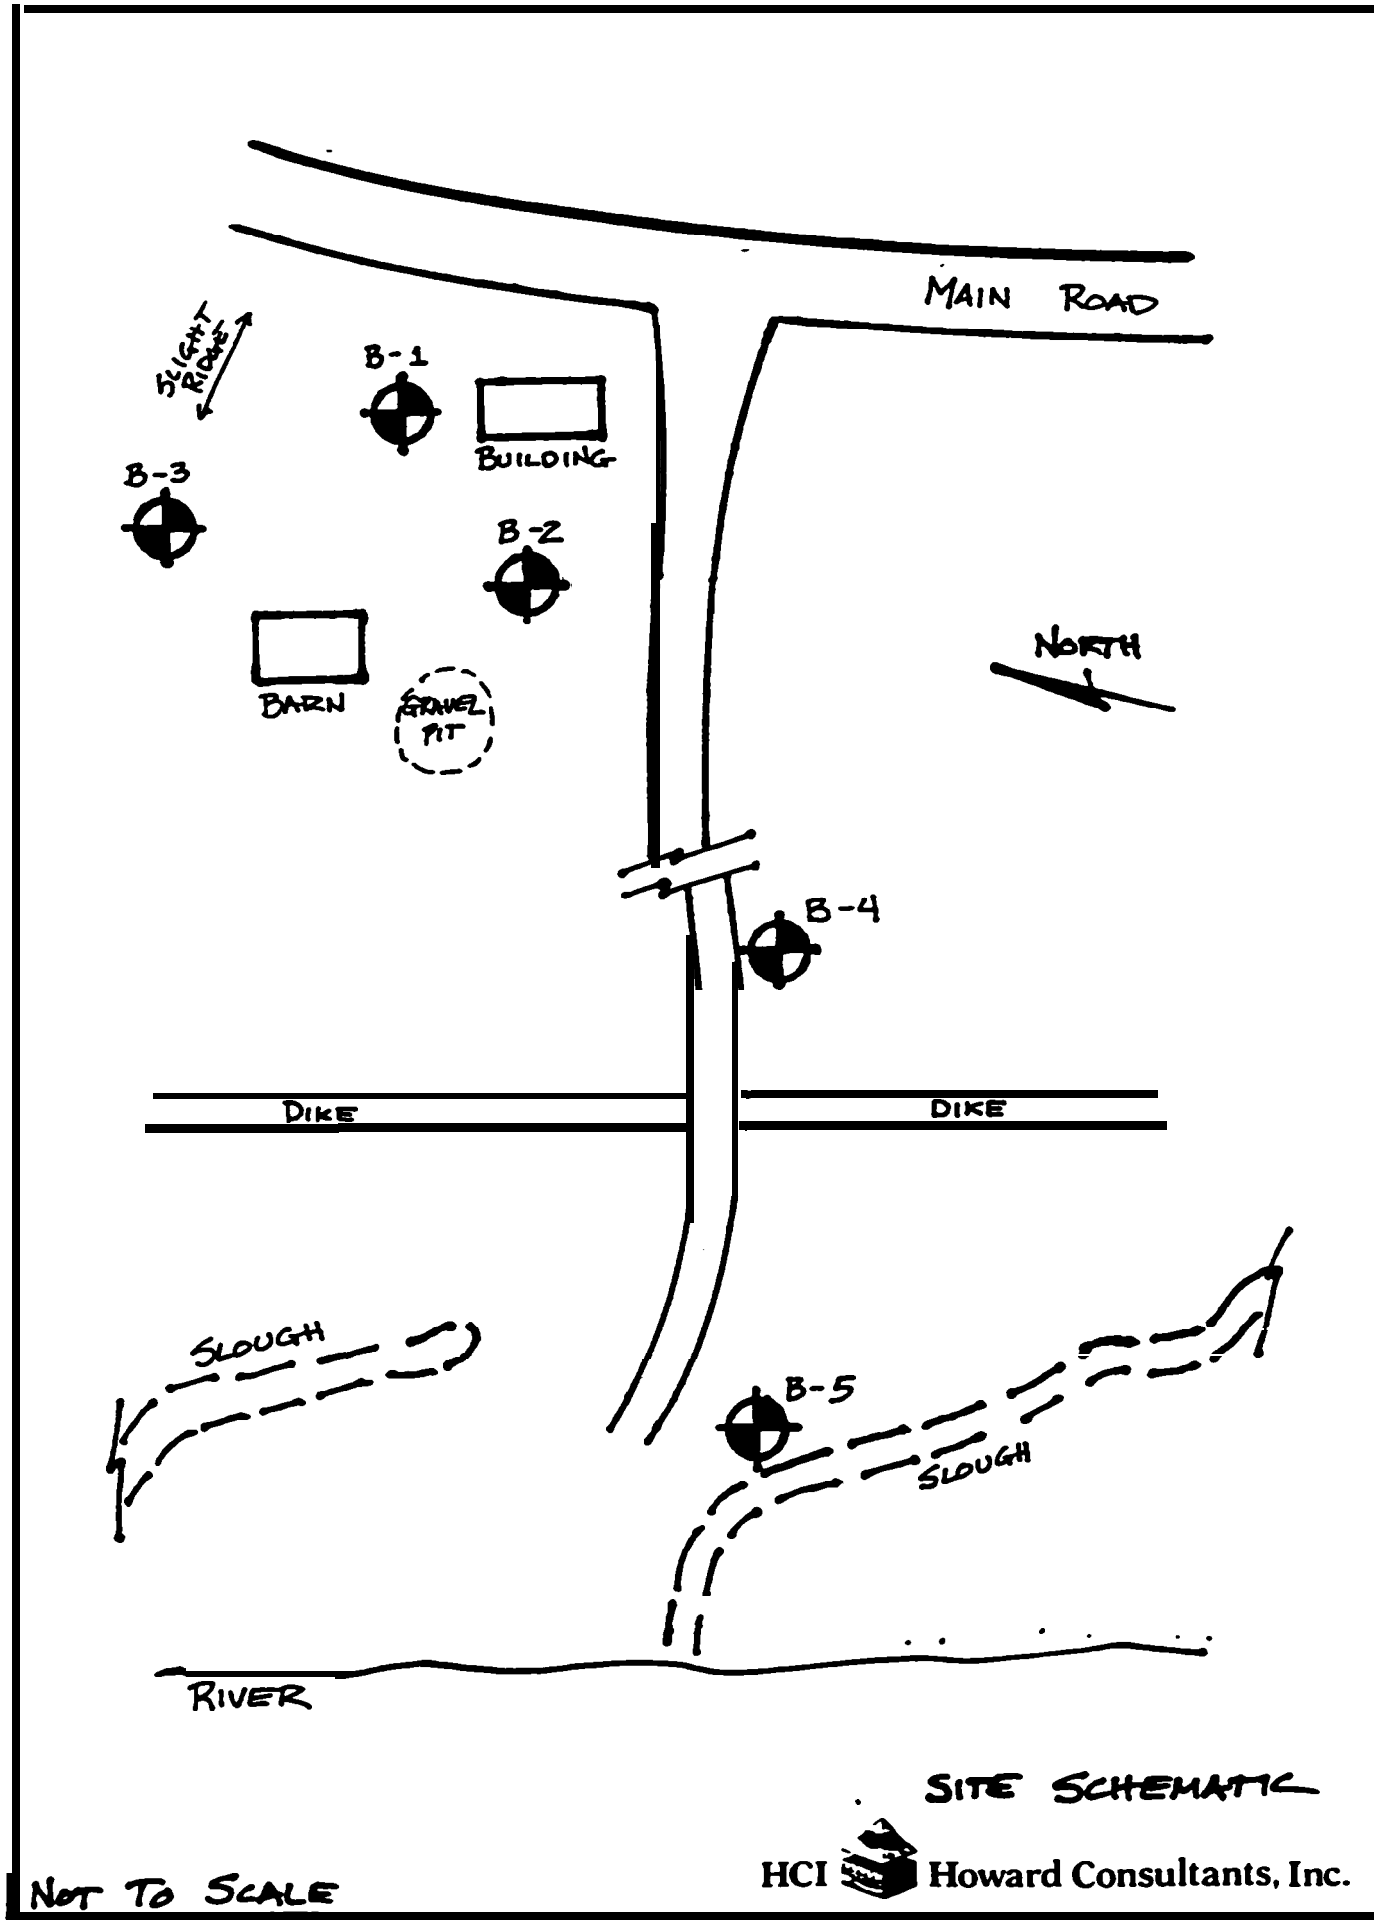 MAIN ROAD
SLIGHT
RIDGE
B-1
BUILDING
B-3
B-2
NORTH
BARN
GRAVEL
PIT
B-4
DIKE
DIKE
SLOUGH
B-5
SLOUGH
RIVER
SITE SCHEMATIC
HCI Howard Consultants, Inc.
NOT TO SCALE